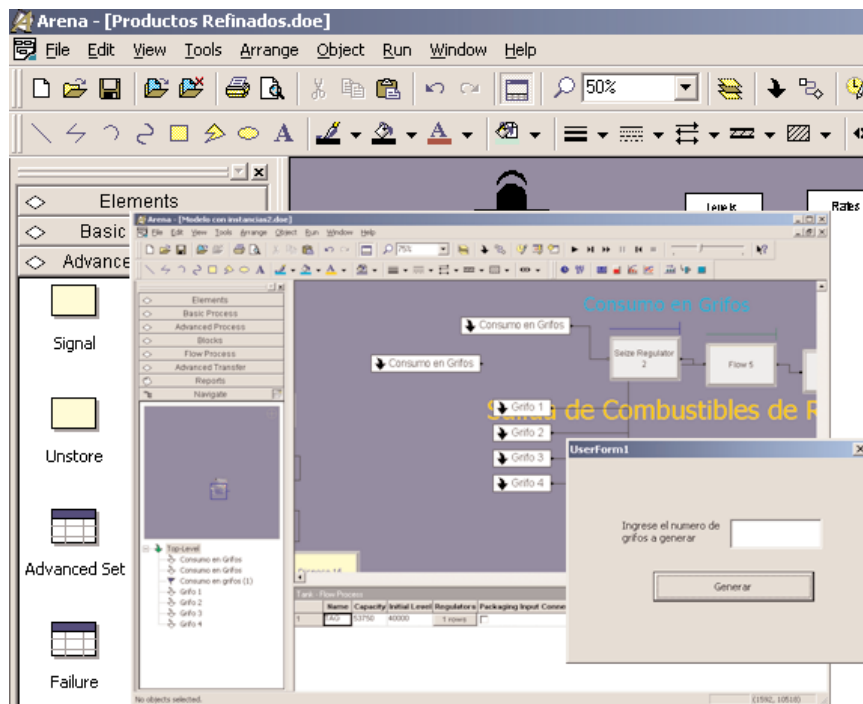 Arena - [Productos Refinados.doe]
File Edit View Tools Arrange Object Run Window Help
50%
A A
Elements
Basic
Advance
Signal
Unstore
Advanced Set
Failure
Levels
Rates
Arena - [Modelo con instancias2.doe]
File Edit View Tools Arrange Object Run Window Help
75%
A A
Elements
Basic Process
Advanced Process
Blocks
Flow Process
Advanced Transfer
Reports
Navigate
Top-Level
Consumo en Grifos
Consumo en Grifos
Consumo en grifos (1)
Grifo 1
Grifo 2
Grifo 3
Grifo 4
Consumo en Grifos
Consumo en Grifos
Consumo en Grifos
Seize Regulator
2
Flow 5
de Combustibles de R
Grifo 1
Grifo 2
Grifo 3
Grifo 4
Tank - Flow Process
Name Capacity Initial Level Regulators Packaging Input Conne
1 TAG 53750 40000 1 rows
No objects selected.
(1592, 10518)
UserForm1
Ingrese el numero de
grifos a generar
Generar